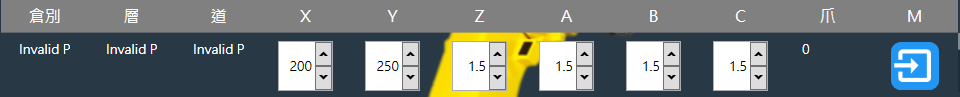 倉別 層 道 X Y Z A B C 爪 M
Invalid P Invalid P Invalid P 200 250 1.5 1.5 1.5 1.5 0